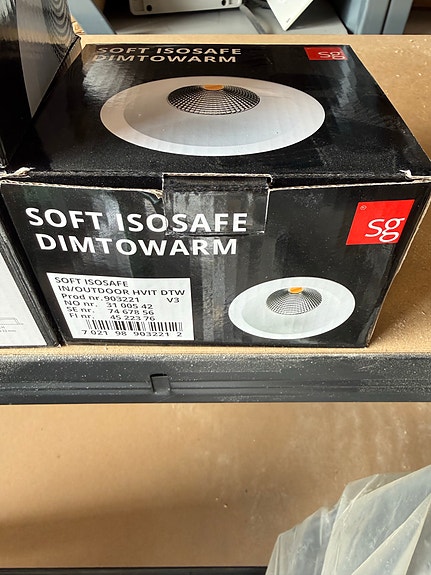 SOFT ISOSAFE
DIMTOWARM
sg
SOFT ISOSAFE
DIMTOWARM
® sg
SOFT ISOSAFE
IN/OUTDOOR HVIT DTW
Prod nr. 903221 V3
NO nr. 31 005 42
SE nr. 74 678 56
FI nr. 45 223 76
7 021 98 903221 2